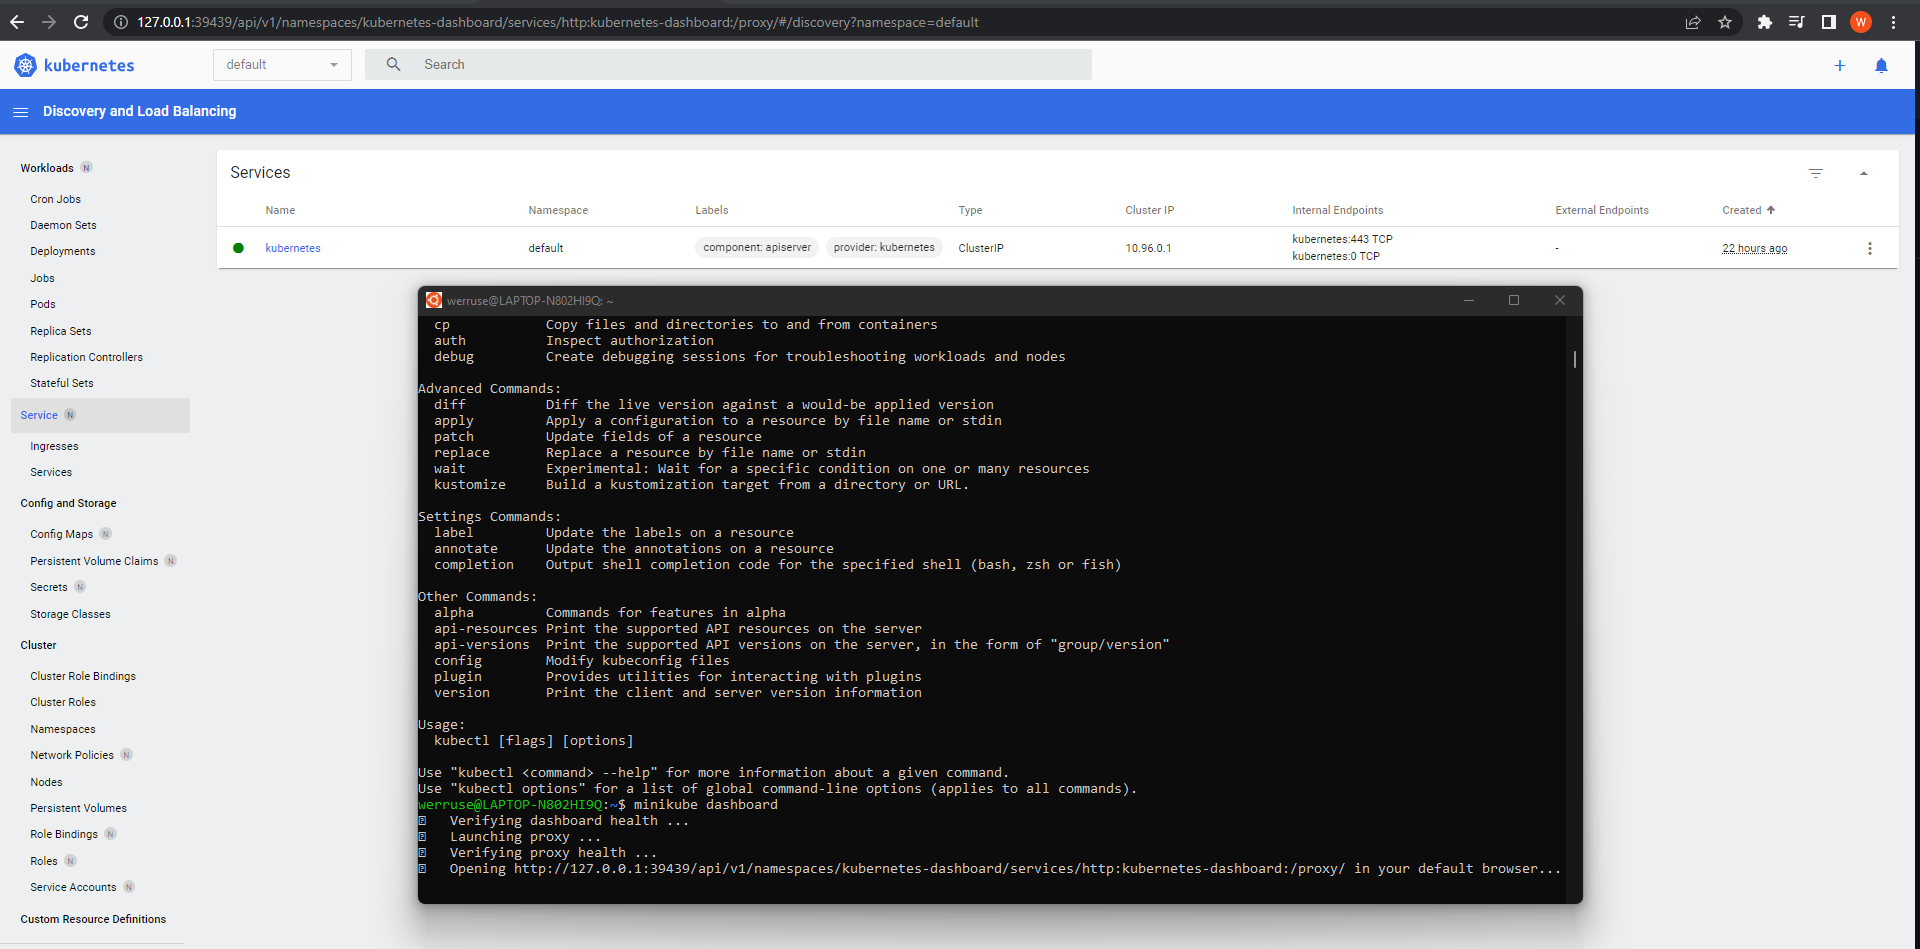 127.0.0.1:39439/api/v1/namespaces/kubernetes-dashboard/services/http:kubernetes-dashboard:/proxy/#/discovery?namespace=default
W
kubernetes
default
Search
Discovery and Load Balancing
Workloads N
Cron Jobs
Daemon Sets
Deployments
Jobs
Pods
Replica Sets
Replication Controllers
Stateful Sets
Service N
Ingresses
Services
Config and Storage
Config Maps N
Persistent Volume Claims N
Secrets N
Storage Classes
Cluster
Cluster Role Bindings
Cluster Roles
Namespaces
Network Policies N
Nodes
Persistent Volumes
Role Bindings N
Roles N
Service Accounts N
Custom Resource Definitions
Services
Name Namespace Labels Type Cluster IP Internal Endpoints External Endpoints Created
kubernetes default component: apiserver provider: kubernetes ClusterIP 10.96.0.1 kubernetes:443 TCP - 22 hours ago
kubernetes:0 TCP
werruse@LAPTOP-N802HI9Q: ~
cp Copy files and directories to and from containers
auth Inspect authorization
debug Create debugging sessions for troubleshooting workloads and nodes
Advanced Commands:
diff Diff the live version against a would-be applied version
apply Apply a configuration to a resource by file name or stdin
patch Update fields of a resource
replace Replace a resource by file name or stdin
wait Experimental: Wait for a specific condition on one or many resources
kustomize Build a kustomization target from a directory or URL.
Settings Commands:
label Update the labels on a resource
annotate Update the annotations on a resource
completion Output shell completion code for the specified shell (bash, zsh or fish)
Other Commands:
alpha Commands for features in alpha
api-resources Print the supported API resources on the server
api-versions Print the supported API versions on the server, in the form of "group/version"
config Modify kubeconfig files
plugin Provides utilities for interacting with plugins
version Print the client and server version information
Usage:
kubectl [flags] [options]
Use "kubectl <command> --help" for more information about a given command.
Use "kubectl options" for a list of global command-line options (applies to all commands).
werruse@LAPTOP-N802HI9Q:~$ minikube dashboard
Verifying dashboard health ...
Launching proxy ...
Verifying proxy health ...
Opening http://127.0.0.1:39439/api/v1/namespaces/kubernetes-dashboard/services/http:kubernetes-dashboard:/proxy/ in your default browser...